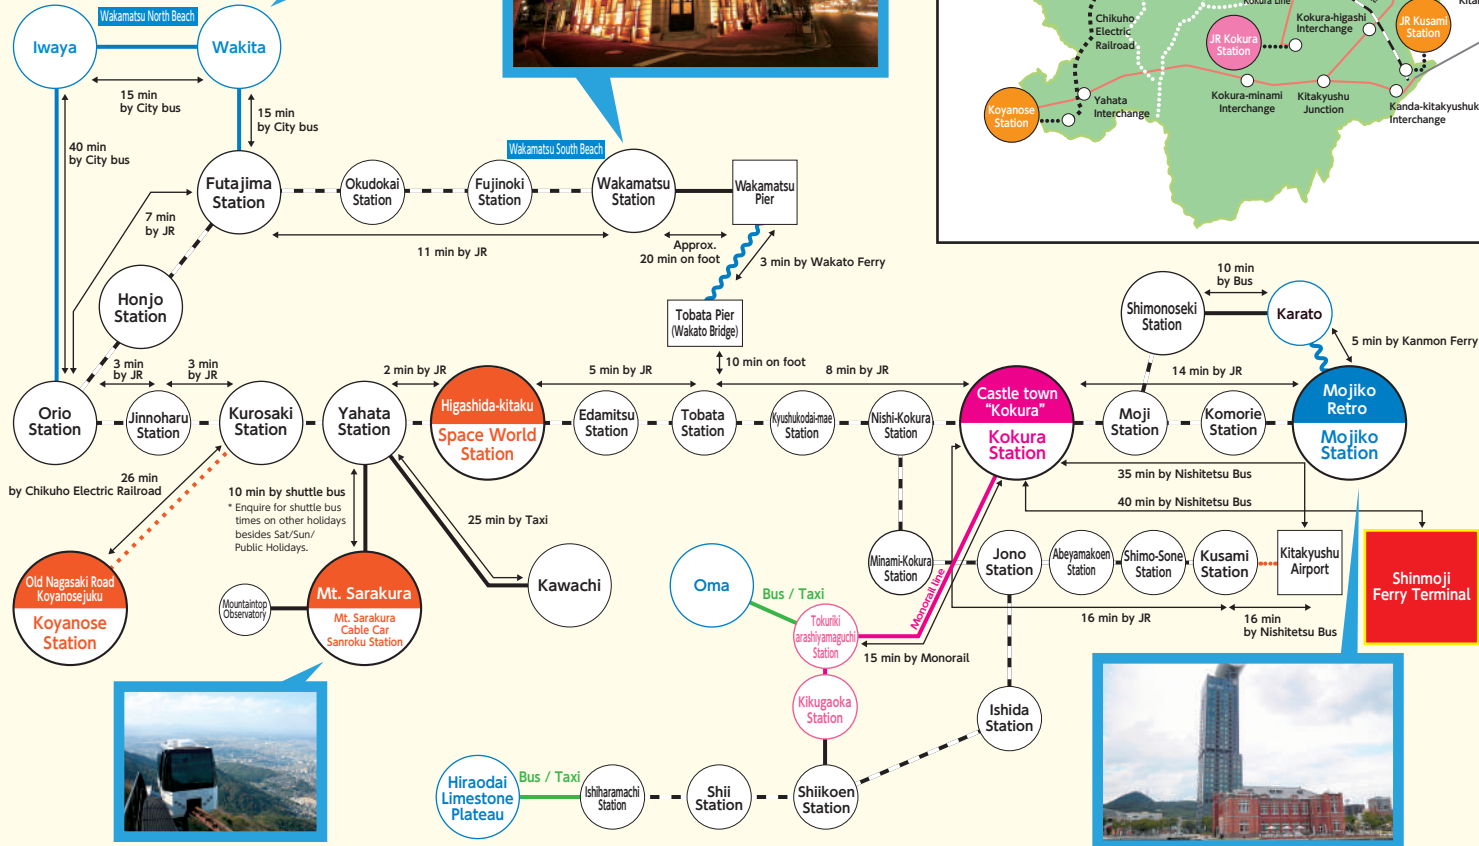 Wakamatsu North Beach
Iwaya
Wakita
15 min
by City bus
15 min
by City bus
40 min
by City bus
Wakamatsu South Beach
Futajima
Station
Okudokai
Station
Fujinoki
Station
Wakamatsu
Station
Wakamatsu
Pier
7 min
by JR
11 min by JR
Approx.
20 min on foot
3 min by Wakato Ferry
Honjo
Station
Tobata Pier
(Wakato Bridge)
10 min on foot
Chikuho
Electric
Railroad
JR Kokura
Station
Kokura-higashi
Interchange
JR Kusami
Station
Koyanose
Station
Yahata
Interchange
Kokura-minami
Interchange
Kitakyushu
Junction
Kanda-kitakyushuk
Interchange
10 min
by Bus
Shimonoseki
Station
Karato
5 min by Kanmon Ferry
3 min
by JR
3 min
by JR
2 min by JR
5 min by JR
8 min by JR
14 min by JR
Orio
Station
Jinnoharu
Station
Kurosaki
Station
Yahata
Station
Higashida-kitaku
Space World
Station
Edamitsu
Station
Tobata
Station
Kyushukodai-mae
Station
Nishi-Kokura
Station
Castle town
"Kokura"
Kokura
Station
Moji
Station
Komorie
Station
Mojiko
Retro
Mojiko
Station
26 min
by Chikuho Electric Railroad
10 min by shuttle bus
* Enquire for shuttle bus
times on other holidays
besides Sat/Sun/
Public Holidays.
25 min by Taxi
35 min by Nishitetsu Bus
40 min by Nishitetsu Bus
Old Nagasaki Road
Koyanosejuku
Koyanose
Station
Mountaintop
Observatory
Mt. Sarakura
Mt. Sarakura
Cable Car
Sanroku Station
Kawachi
Oma
Bus / Taxi
Tokuriki
arashiyamaguchi
Station
Monorail line
15 min by Monorail
Minami-Kokura
Station
Jono
Station
Abeyamakoen
Station
Shimo-Sone
Station
Kusami
Station
Kitakyushu
Airport
Shinmoji
Ferry Terminal
16 min by JR
16 min
by Nishitetsu Bus
Kikugaoka
Station
Ishida
Station
Hiraodai
Limestone
Plateau
Bus / Taxi
Ishiharamachi
Station
Shii
Station
Shiikoen
Station